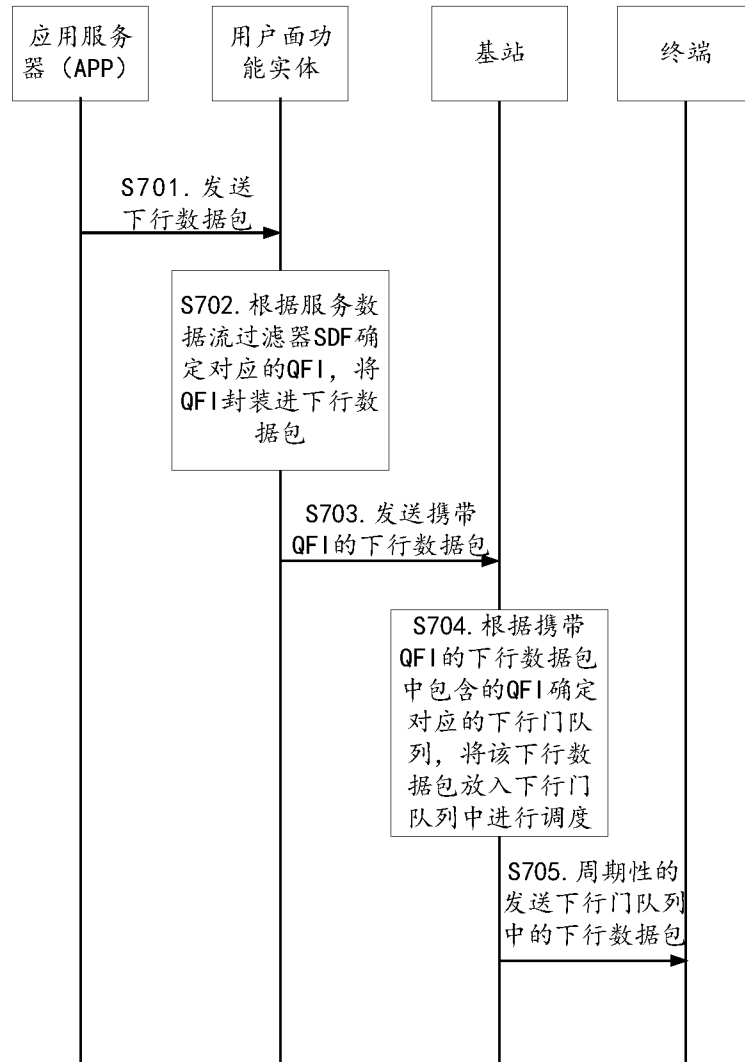 应用服务
器（APP）
用户面功
能实体
基站
终端
S701.发送
下行数据包
S702.根据服务数
据流过滤器SDF确
定对应的QFI，将
QFI封装进下行数
据包
S703.发送携带
QFI的下行数据包
S704.根据携带
QFI的下行数据包
中包含的QFI确定
对应的下行门队
列，将该下行数
据包放入下行门
队列中进行调度
S705.周期性的
发送下行门队列
中的下行数据包